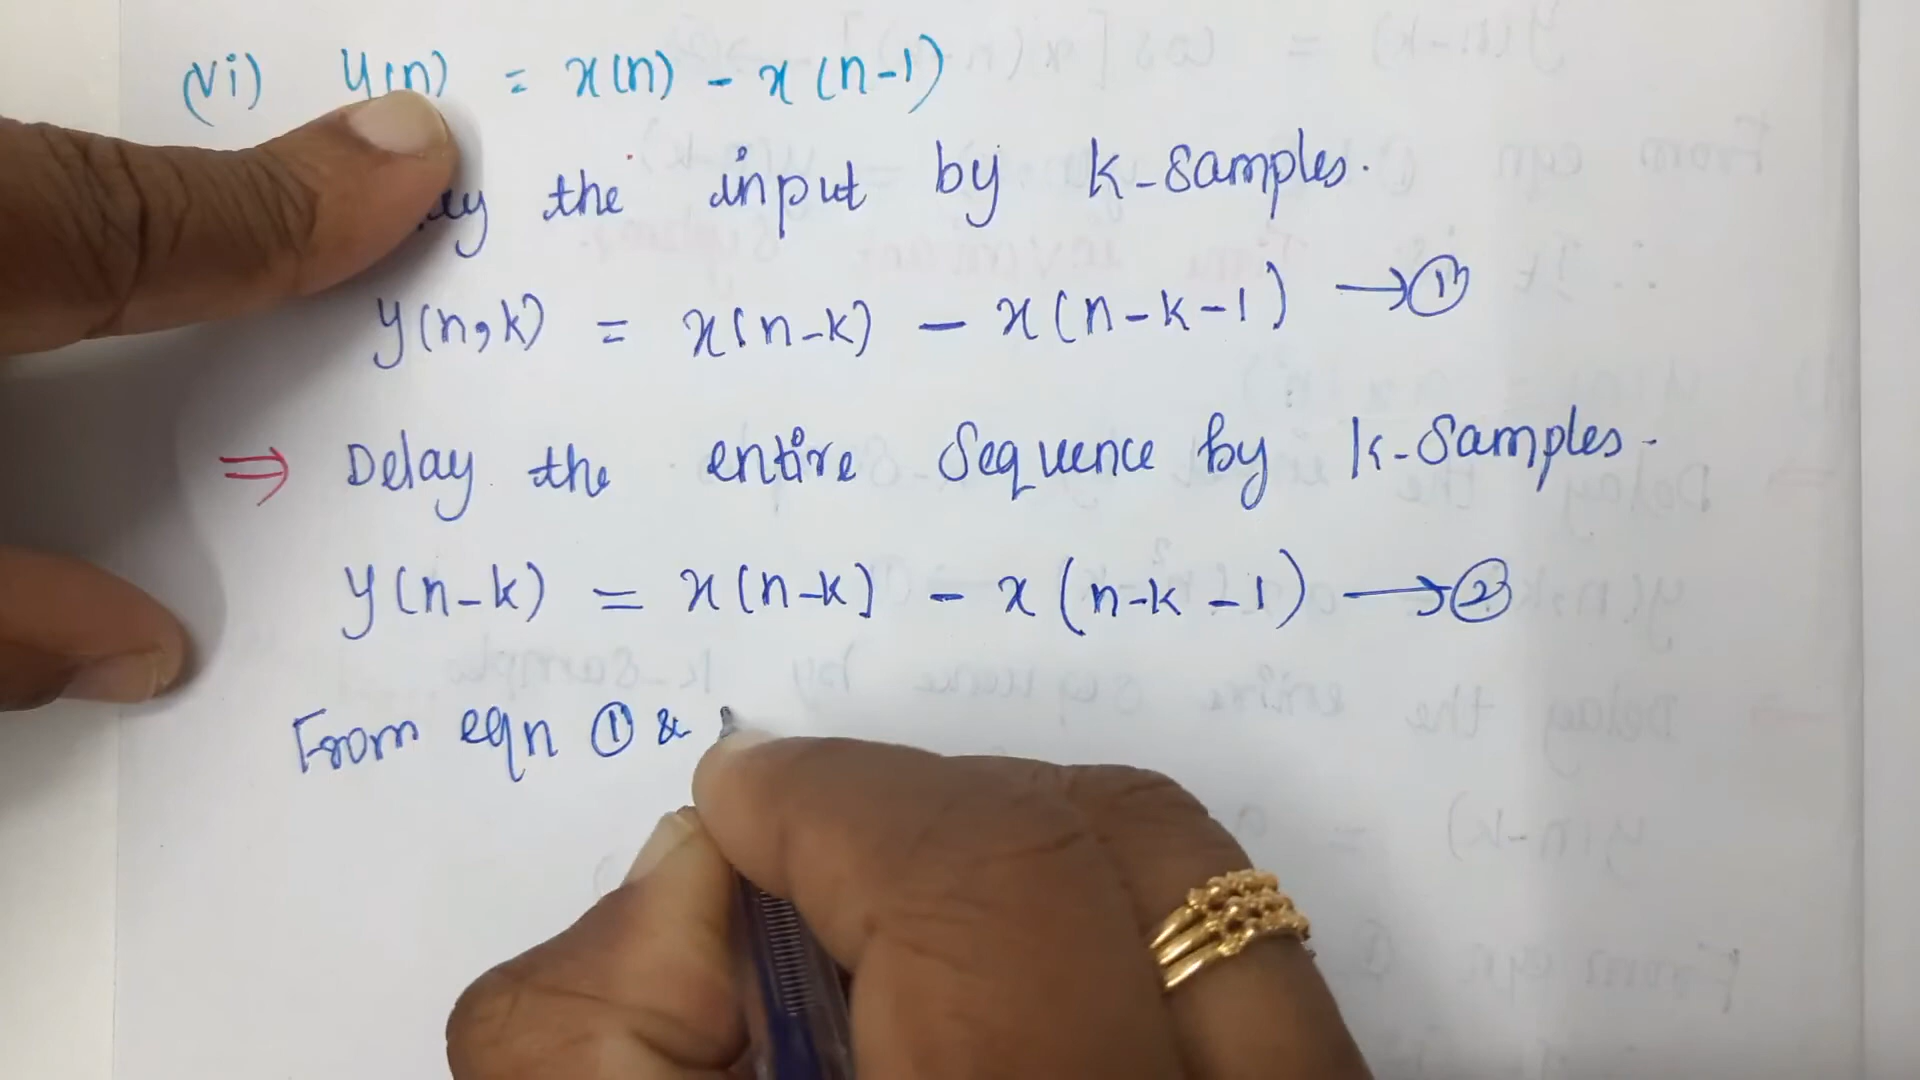 (vi) y(n) = x(n) - x(n-1)
the input by k-samples.
y(n,k) = x(n-k) - x(n-k-1) → ①
⇒ Delay the entire Sequence by k-samples.
y(n-k) = x(n-k) - x(n-k-1) → ②
From eqn ① &